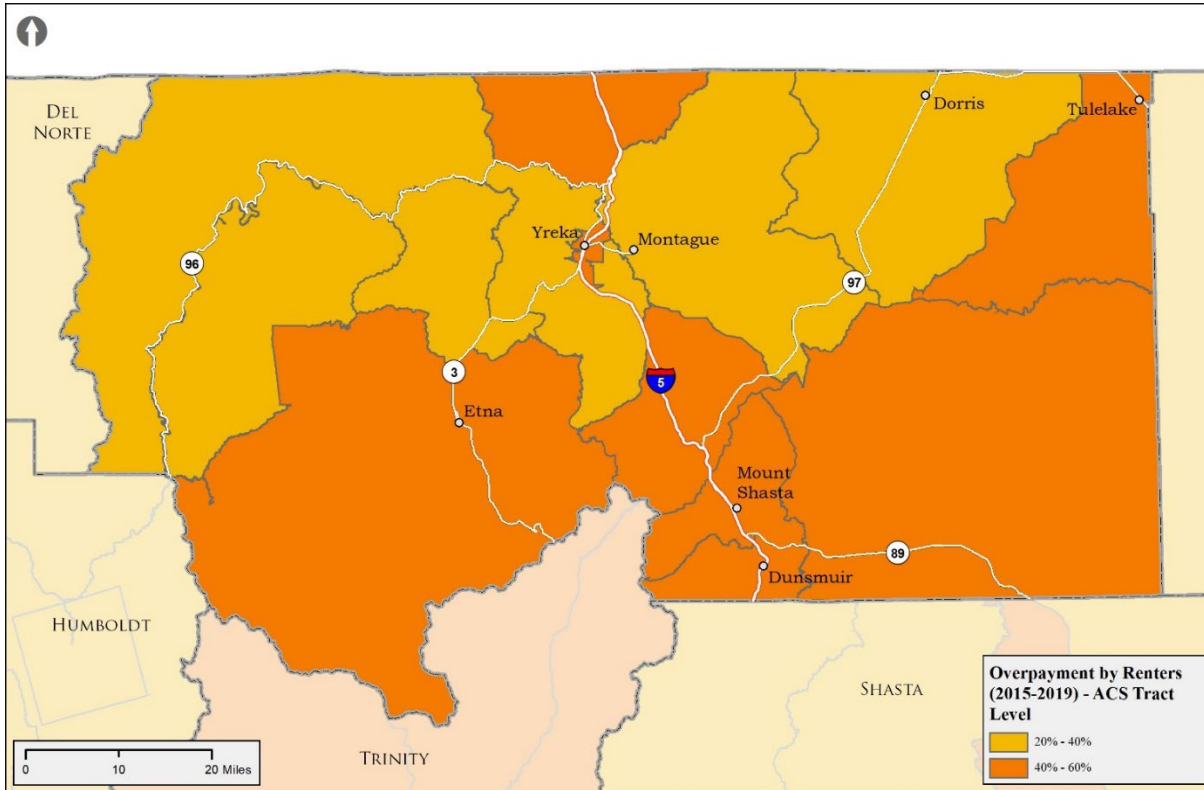 DEL
NORTE
Dorris
Tulelake
Yreka
Montague
96
97
3
5
Etna
Mount
Shasta
89
Dunsmuir
HUMBOLDT
SHASTA
TRINITY
0 10 20 Miles
Overpayment by Renters
(2015-2019) - ACS Tract
Level
20% - 40%
40% - 60%